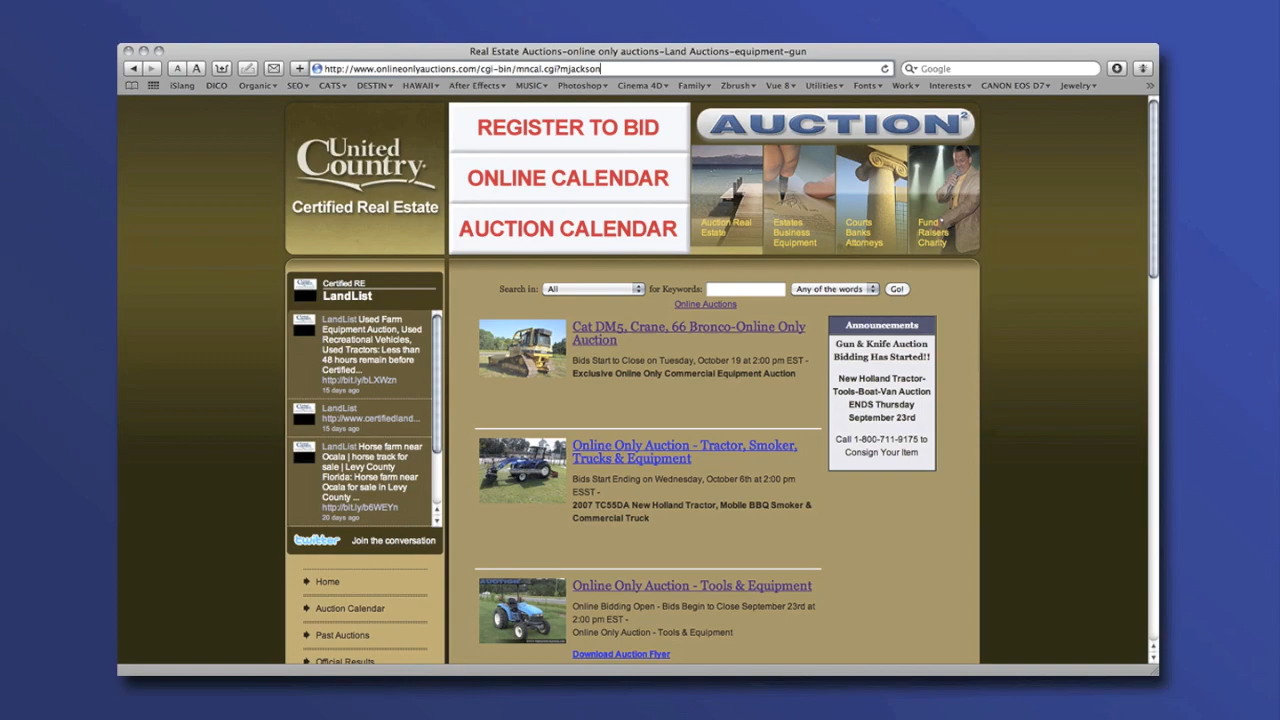 Real Estate Auctions-online only auctions-Land Auctions-equipment-gun
A A http://www.onlineonlyauctions.com/cgi-bin/mncal.cgi?mjackson Google
iSlang DICO Organic SEO CATS DESTIN HAWAII After Effects MUSIC Photoshop Cinema 4D Family Zbrush Vue 8 Utilities Fonts Work Interests CANON EOS D7 Jewelry
United
Country
Certified Real Estate
REGISTER TO BID
ONLINE CALENDAR
AUCTION CALENDAR
AUCTION2
Auction Real
Estate
Estates
Business
Equipment
Courts
Banks
Attorneys
Fund
Raisers
Charity
Certified RE
LandLIst
LandList Used Farm
Equipment Auction, Used
Recreational Vehicles,
Used Tractors: Less than
48 hours remain before
Certified...
http://bit.ly/bLXWzn
15 days ago
LandList
http://www.certifiedland...
15 days ago
LandList Horse farm near
Ocala | horse track for
sale | Levy County
Florida: Horse farm near
Ocala for sale in Levy
County ...
http://bit.ly/b6WEYn
20 days ago
twitter Join the conversation
Home
Auction Calendar
Past Auctions
Official Results
Search in: All for Keywords: Any of the words Go!
Online Auctions
Cat DM5, Crane, 66 Bronco-Online Only
Auction
Bids Start to Close on Tuesday, October 19 at 2:00 pm EST -
Exclusive Online Only Commercial Equipment Auction
Online Only Auction - Tractor, Smoker,
Trucks & Equipment
Bids Start Ending on Wednesday, October 6th at 2:00 pm
ESST -
2007 TC55DA New Holland Tractor, Mobile BBQ Smoker &
Commercial Truck
AUCTION
Online Only Auction - Tools & Equipment
Online Bidding Open - Bids Begin to Close September 23rd at
2:00 pm EST -
Online Only Auction - Tools & Equipment
Download Auction Flyer
Announcements
Gun & Knife Auction
Bidding Has Started!!
New Holland Tractor-
Tools-Boat-Van Auction
ENDS Thursday
September 23rd
Call 1-800-711-9175 to
Consign Your Item